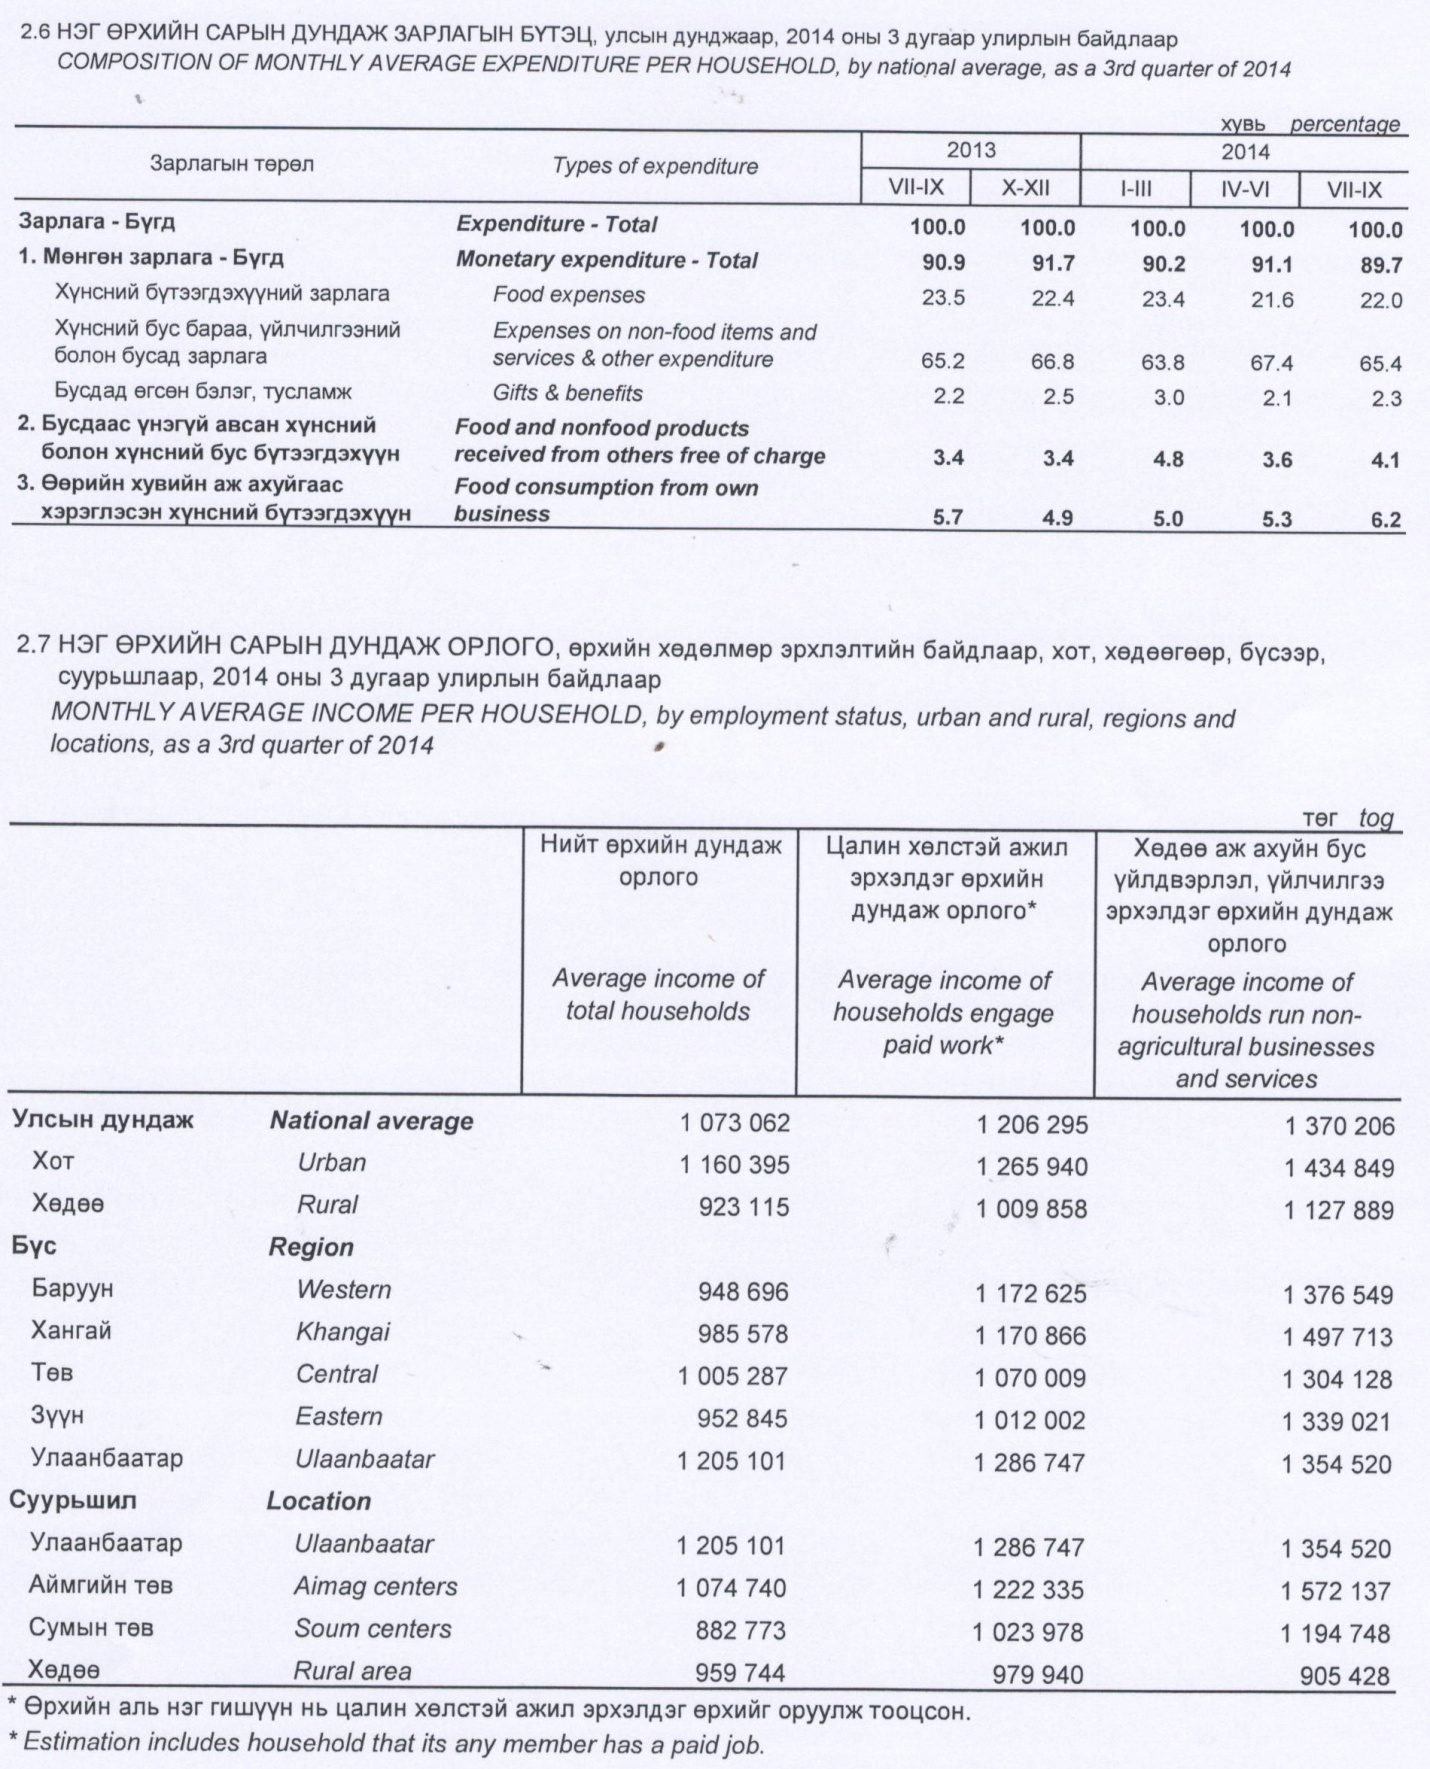 2.6 НЭГ ӨРХИЙН САРЫН ДУНДАЖ ЗАРЛАГЫН БҮТЭЦ, улсын дунджаар, 2014 оны 3 дугаар улирлын байдлаар
COMPOSITION OF MONTHLY AVERAGE EXPENDITURE PER HOUSEHOLD, by national average, as a 3rd quarter of 2014
хувь percentage
Зарлагын төрөл Types of expenditure 2013 2014
VII-IX X-XII I-III IV-VI VII-IX
Зарлага - Бүгд Expenditure - Total 100.0 100.0 100.0 100.0 100.0
1. Мөнгөн зарлага - Бүгд Monetary expenditure - Total 90.9 91.7 90.2 91.1 89.7
Хүнсний бүтээгдэхүүний зарлага Food expenses 23.5 22.4 23.4 21.6 22.0
Хүнсний бус бараа, үйлчилгээний Expenses on non-food items and
болон бусад зарлага services & other expenditure 65.2 66.8 63.8 67.4 65.4
Бусдад өгсөн бэлэг, тусламж Gifts & benefits 2.2 2.5 3.0 2.1 2.3
2. Бусдаас үнэгүй авсан хүнсний Food and nonfood products
болон хүнсний бус бүтээгдэхүүн received from others free of charge 3.4 3.4 4.8 3.6 4.1
3. Өөрийн хувийн аж ахуйгаас Food consumption from own
хэрэглэсэн хүнсний бүтээгдэхүүн business 5.7 4.9 5.0 5.3 6.2
2.7 НЭГ ӨРХИЙН САРЫН ДУНДАЖ ОРЛОГО, өрхийн хөдөлмөр эрхлэлтийн байдлаар, хот, хөдөөгөөр, бүсээр,
суурьшлаар, 2014 оны 3 дугаар улирлын байдлаар
MONTHLY AVERAGE INCOME PER HOUSEHOLD, by employment status, urban and rural, regions and
locations, as a 3rd quarter of 2014
төг tog
Нийт өрхийн дундаж Цалин хөлстэй ажил Хөдөө аж ахуйн бус
орлого эрхэлдэг өрхийн үйлдвэрлэл, үйлчилгээ
дундаж орлого* эрхэлдэг өрхийн дундаж
орлого
Average income of Average income of Average income of
total households households engage households run non-
paid work* agricultural businesses
and services
Улсын дундаж National average 1 073 062 1 206 295 1 370 206
Хот Urban 1 160 395 1 265 940 1 434 849
Хөдөө Rural 923 115 1 009 858 1 127 889
Бүс Region
Баруун Western 948 696 1 172 625 1 376 549
Хангай Khangai 985 578 1 170 866 1 497 713
Төв Central 1 005 287 1 070 009 1 304 128
Зүүн Eastern 952 845 1 012 002 1 339 021
Улаанбаатар Ulaanbaatar 1 205 101 1 286 747 1 354 520
Суурьшил Location
Улаанбаатар Ulaanbaatar 1 205 101 1 286 747 1 354 520
Аймгийн төв Aimag centers 1 074 740 1 222 335 1 572 137
Сумын төв Soum centers 882 773 1 023 978 1 194 748
Хөдөө Rural area 959 744 979 940 905 428
* Өрхийн аль нэг гишүүн нь цалин хөлстэй ажил эрхэлдэг өрхийг оруулж тооцсон.
* Estimation includes household that its any member has a paid job.